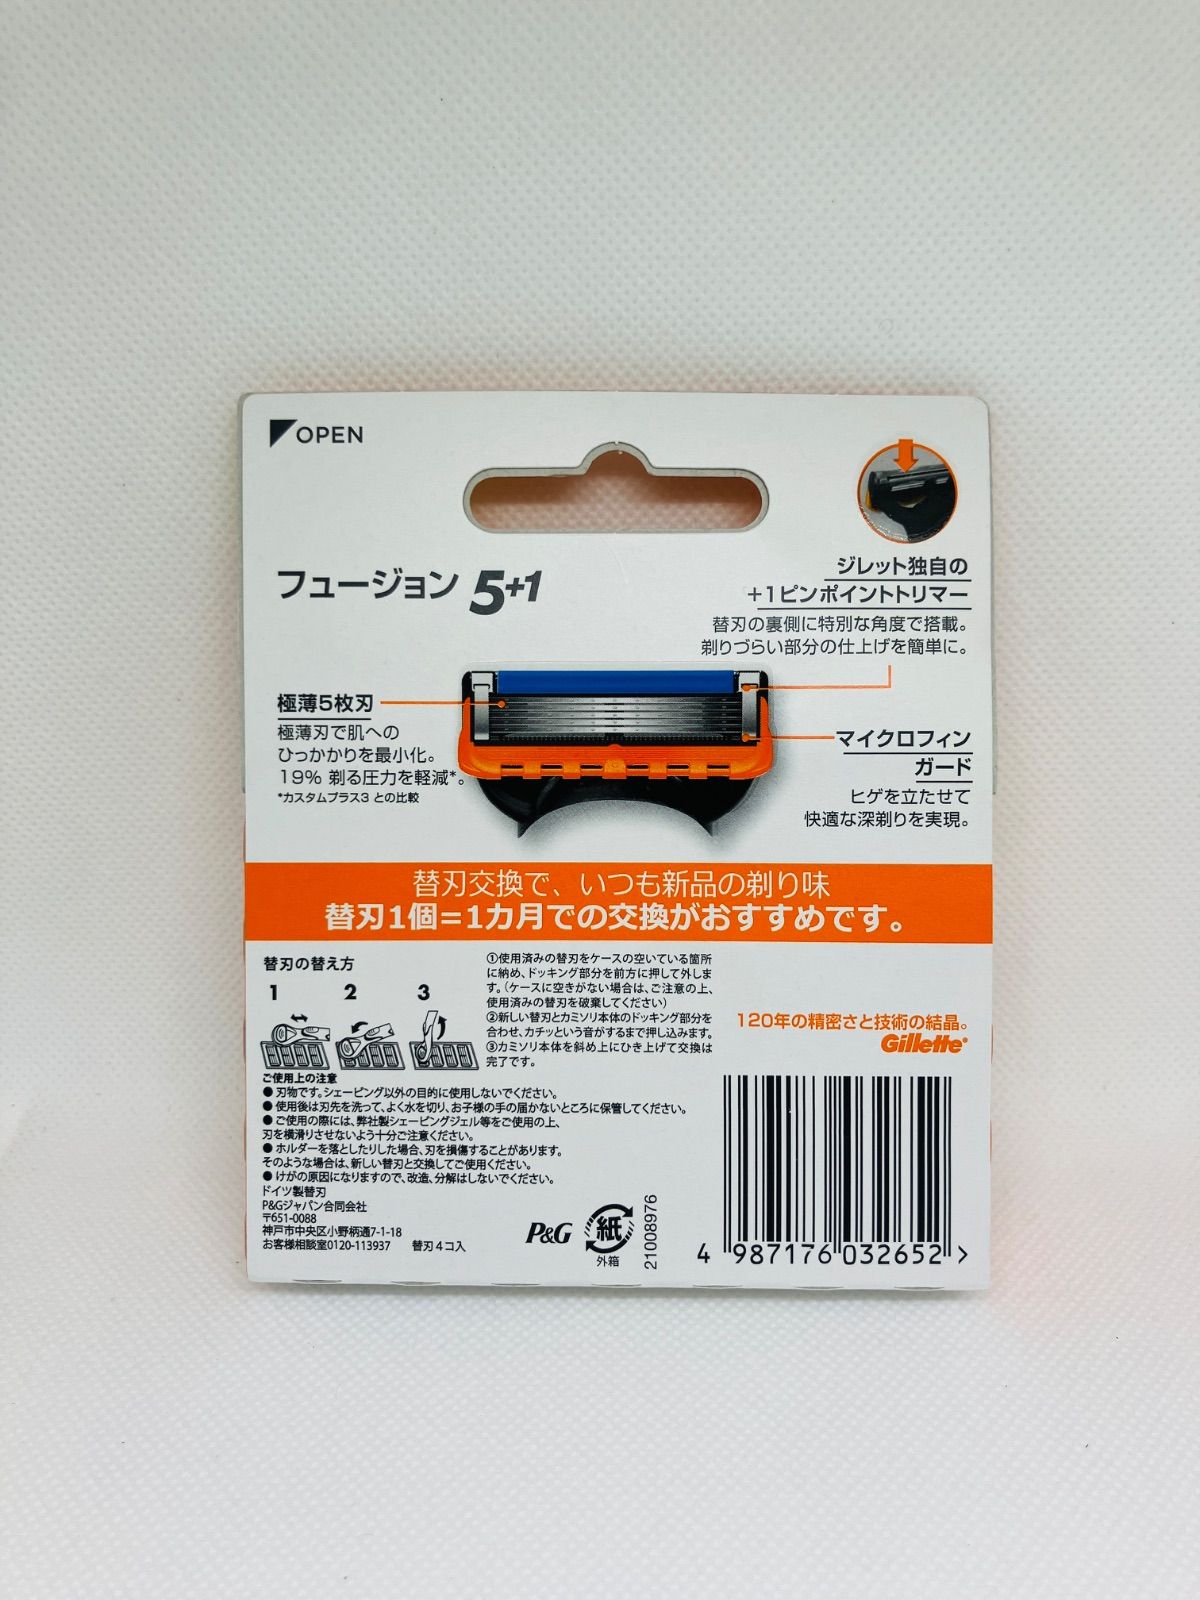 OPEN
フュージョン 5+1
ジレット独自の
+1ピンポイントトリマー
替刃の裏側に特別な角度で搭載。
剃りづらい部分の仕上げを簡単に。
極薄5枚刃
極薄刃で肌への
ひっかかりを最小化。
19% 剃る圧力を軽減*。
*カスタムプラス3 との比較
マイクロフィン
ガード
ヒゲを立たせて
快適な深剃りを実現。
替刃交換で、いつも新品の剃り味
替刃1個=1カ月での交換がおすすめです。
替刃の替え方
1 2 3
①使用済みの替刃をケースの空いている箇所
に納め、ドッキング部分を前方に押して外しま
す。(ケースに空きがない場合は、ご注意の上、
使用済みの替刃を破棄してください)
②新しい替刃とカミソリ本体のドッキング部分を
合わせ、カチッという音がするまで押し込みます。
③カミソリ本体を斜め上にひき上げて交換は
完了です。
120年の精密さと技術の結晶。
Gillette®
ご使用上の注意
● 刃物です。シェービング以外の目的に使用しないでください。
● 使用後は刃先を洗って、よく水を切り、お子様の手の届かないところに保管してください。
● ご使用の際には、弊社製シェービングジェル等をご使用の上、
刃を横滑りさせないよう十分ご注意ください。
● ホルダーを落としたりした場合、刃を損傷することがあります。
そのような場合は、新しい替刃と交換してご使用ください。
● けがの原因になりますので、改造、分解はしないでください。
ドイツ製替刃
P&Gジャパン合同会社
〒651-0088
神戸市中央区小野柄通7-1-18
お客様相談室0120-113937 替刃4コ入
P&G
紙
外箱
21008976
4 987176 032652 >